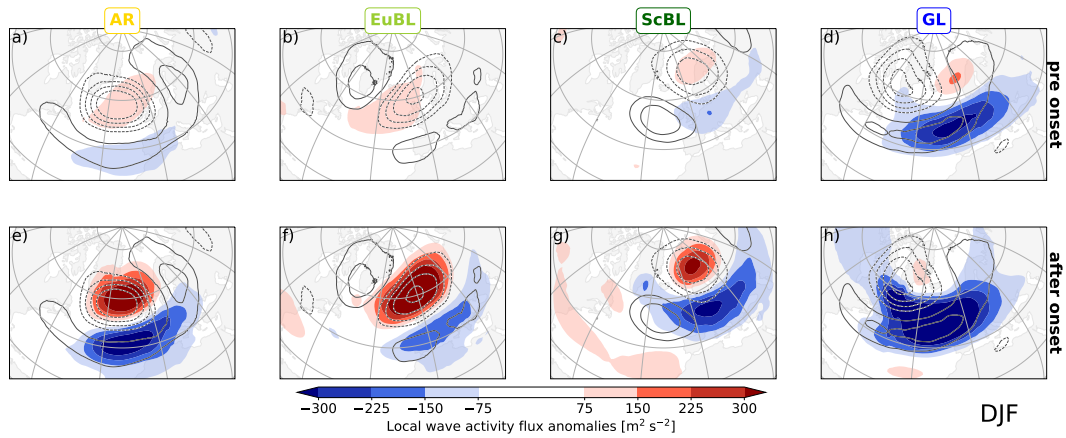 AR EuBL ScBL GL
a) b) c) d)
pre onset
e) f) g) h)
after onset
−300 −225 −150 −75 75 150 225 300
Local wave activity flux anomalies [m² s⁻²]
DJF